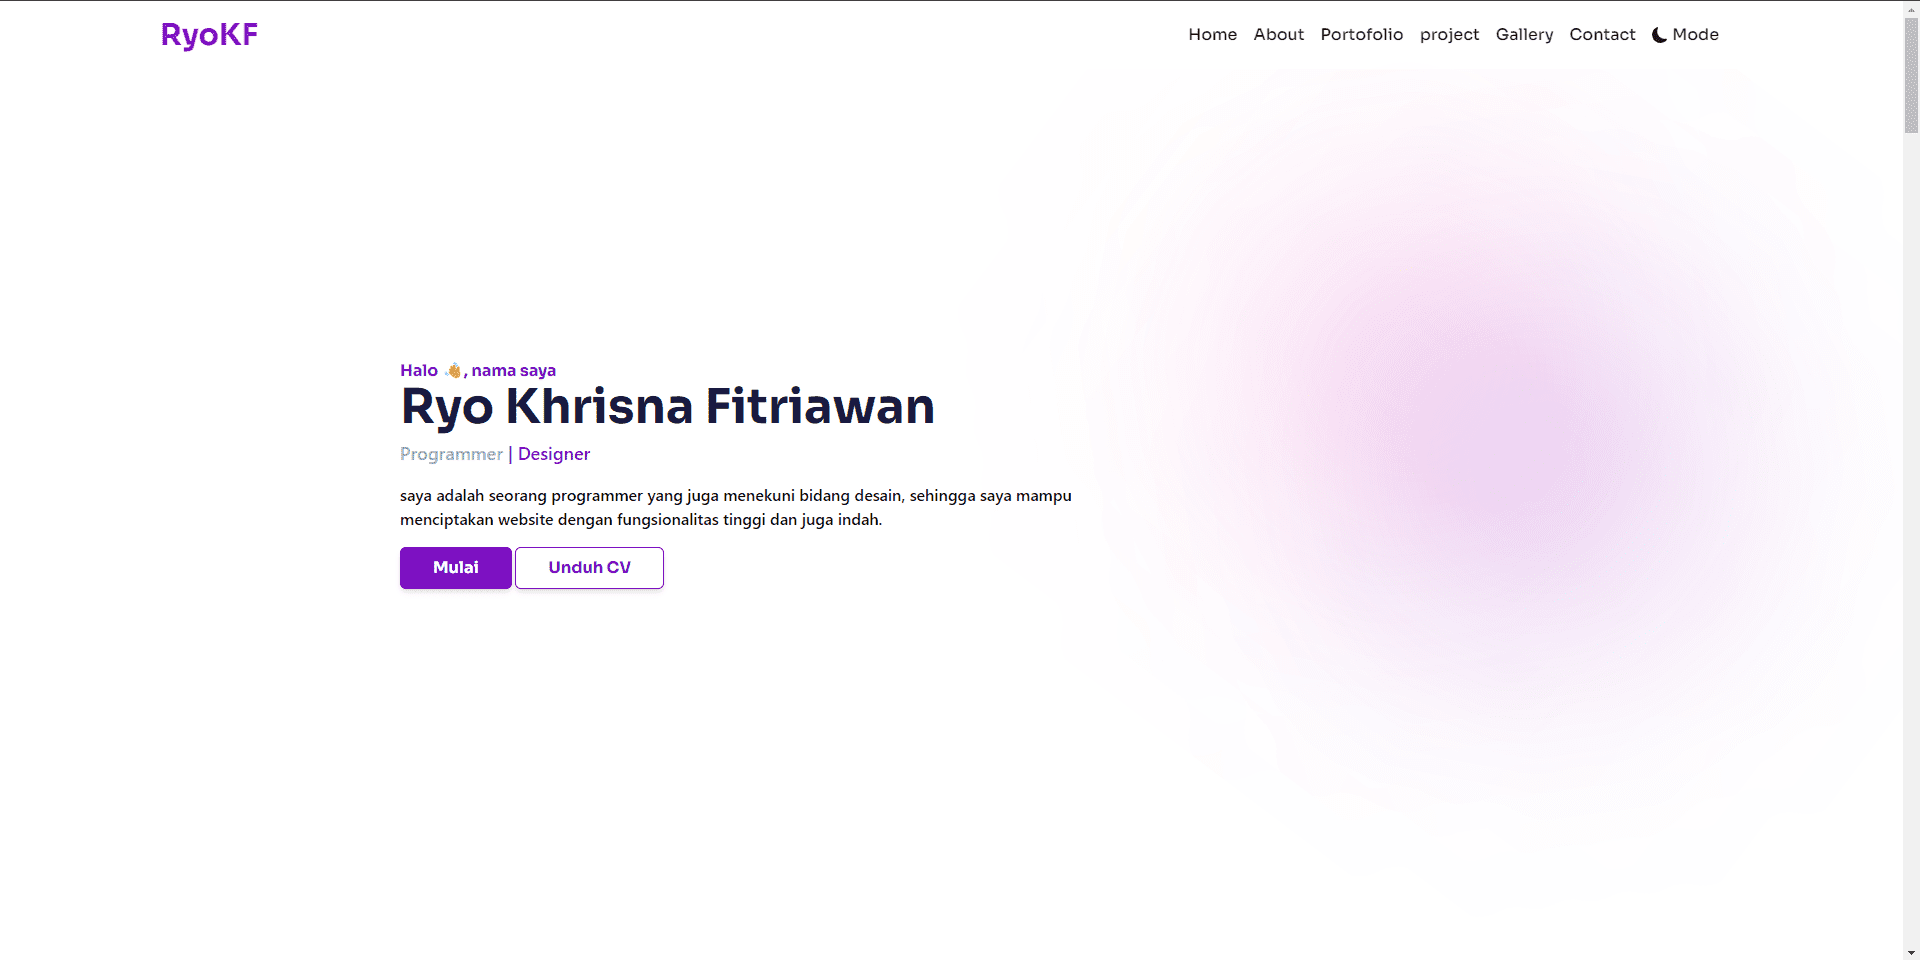 RyoKF
Home About Portofolio project Gallery Contact Mode
Halo 👋, nama saya
Ryo Khrisna Fitriawan
Programmer | Designer
saya adalah seorang programmer yang juga menekuni bidang desain, sehingga saya mampu
menciptakan website dengan fungsionalitas tinggi dan juga indah.
Mulai Unduh CV